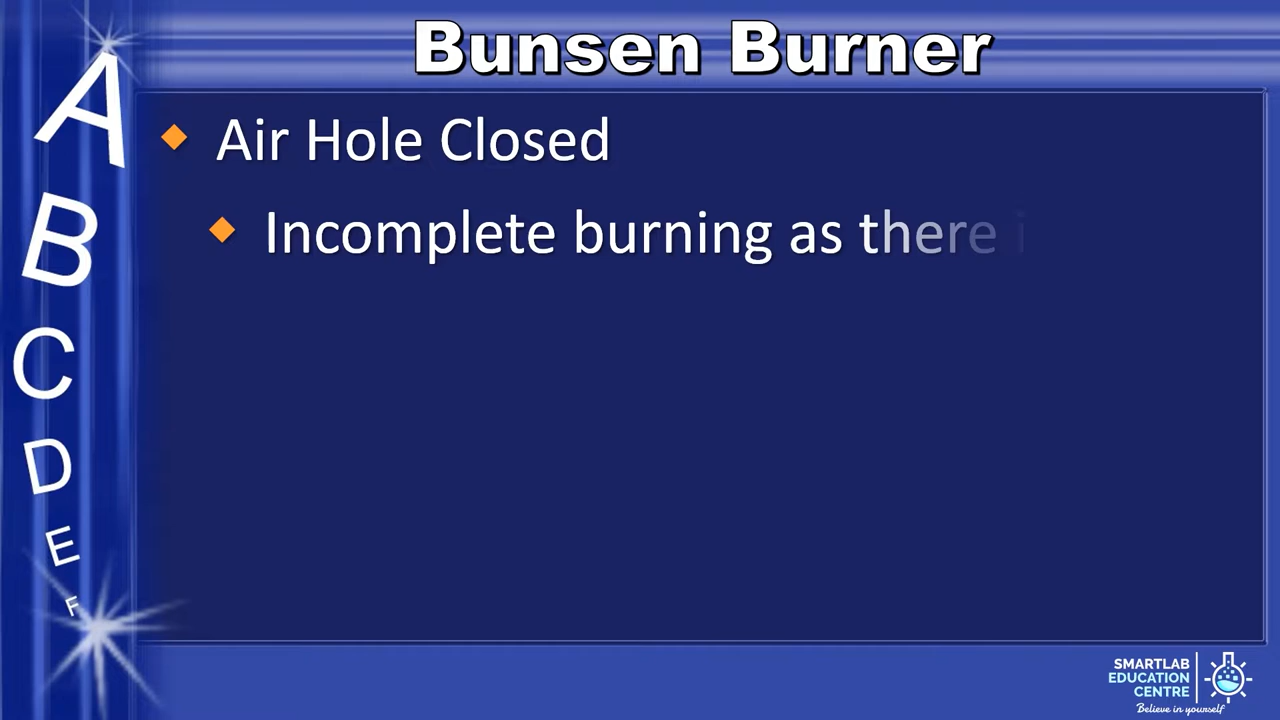 Bunsen Burner
Air Hole Closed
Incomplete burning as there i
A
B
C
D
E
F
SMARTLAB
EDUCATION
CENTRE
Believe in yourself